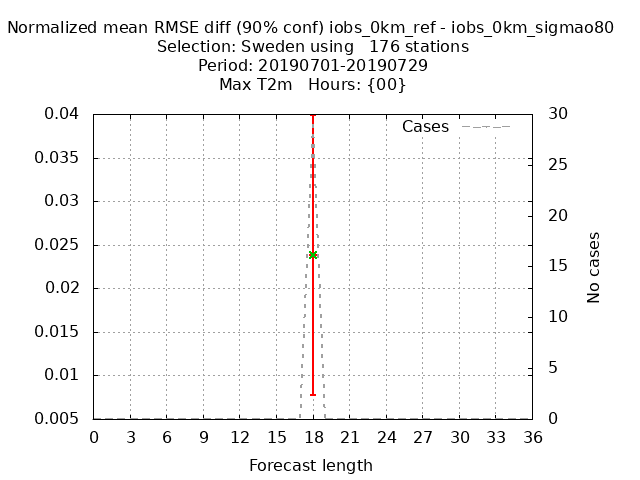 Normalized mean RMSE diff (90% conf) iobs_0km_ref - iobs_0km_sigmao80
Selection: Sweden using   176 stations
Period: 20190701-20190729
Max T2m   Hours: {00}
Cases
0.04
0.035
0.03
0.025
0.02
0.015
0.01
0.005
30
25
20
15
10
5
0
No cases
0 3 6 9 12 15 18 21 24 27 30 33 36
Forecast length